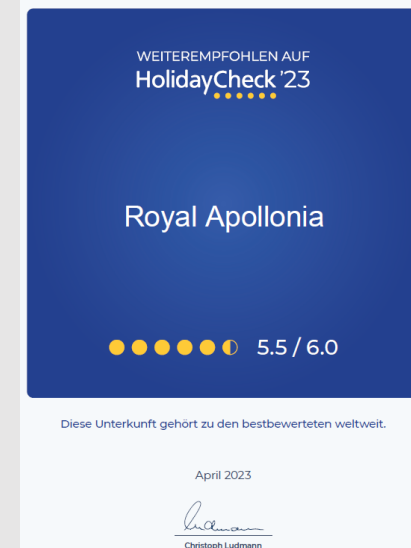 WEITEREMPFOHLEN AUF
HolidayCheck '23
Royal Apollonia
5.5 / 6.0
Diese Unterkunft gehört zu den bestbewerteten weltweit.
April 2023
Christoph Ludmann